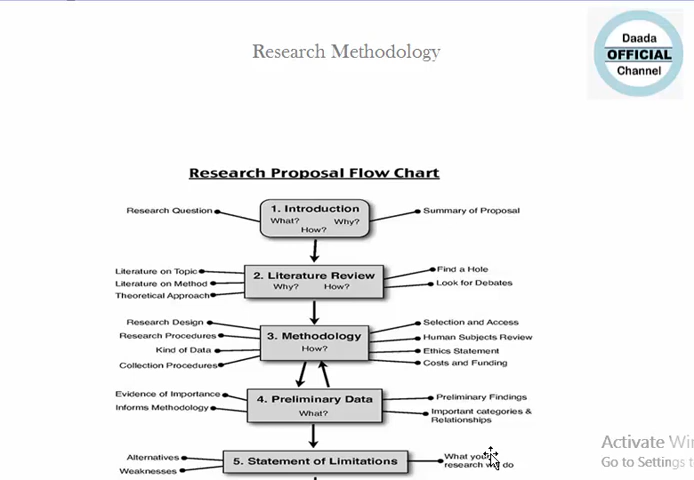 Research Methodology
Daada
OFFICIAL
Channel
Research Proposal Flow Chart
1. Introduction
What? Why?
How?
Research Question
Summary of Proposal
2. Literature Review
Why? How?
Literature on Topic
Literature on Method
Theoretical Approach
Find a Hole
Look for Debates
3. Methodology
How?
Research Design
Research Procedures
Kind of Data
Collection Procedures
Selection and Access
Human Subjects Review
Ethics Statement
Costs and Funding
4. Preliminary Data
What?
Evidence of Importance
Informs Methodology
Preliminary Findings
Important categories &
Relationships
5. Statement of Limitations
Alternatives
Weaknesses
What your
research do
Activate Win
Go to Settings t